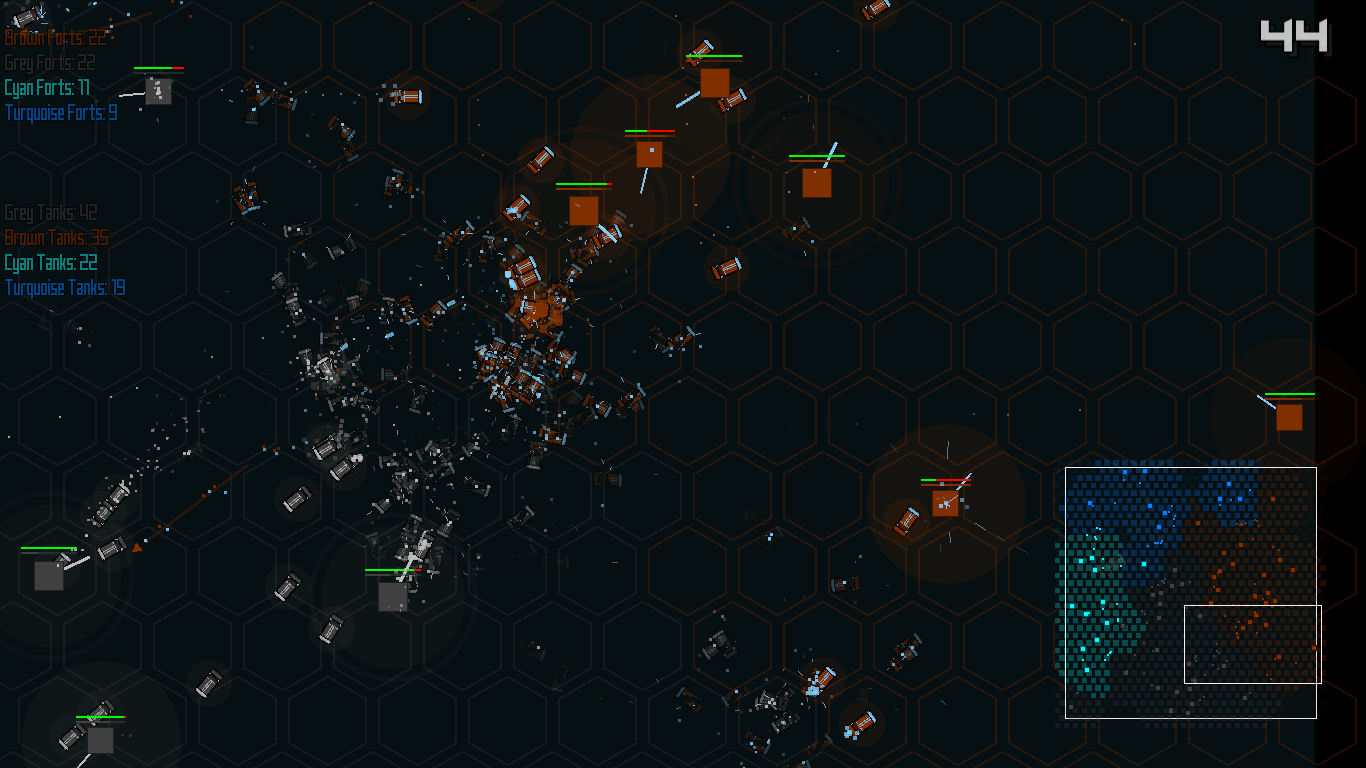 44
Brown Forts: 22
Grey Forts: 22
Cyan Forts: 11
Turquoise Forts: 9
Grey Tanks: 42
Brown Tanks: 35
Cyan Tanks: 22
Turquoise Tanks: 19